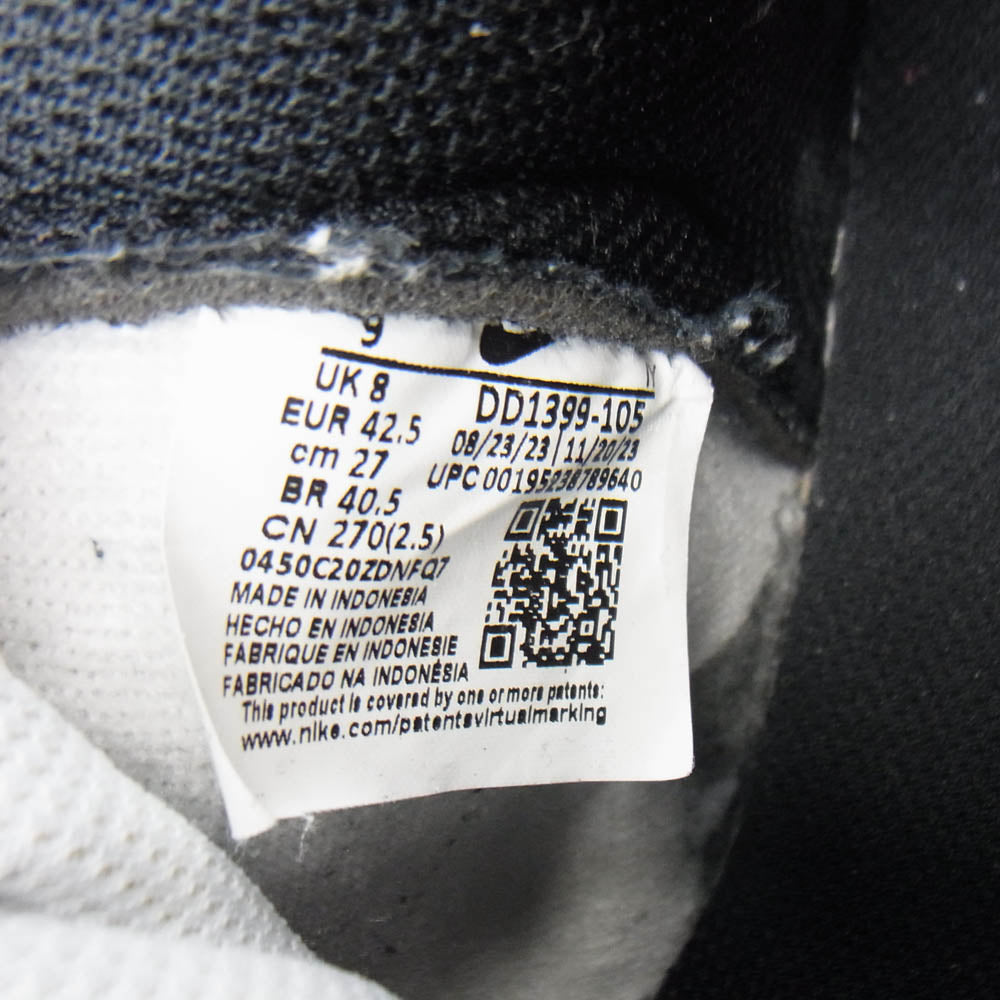 9
UK 8
EUR 42.5
cm 27
BR 40.5
CN 270(2.5)
DD1399-105
08/23/23 | 11/20/23
UPC 00195238789640
0450C20ZDNFQ7
MADE IN INDONESIA
HECHO EN INDONESIA
FABRIQUE EN INDONESIE
FABRICADO NA INDONÉSIA
This product is covered by one or more patents:
www.nike.com/patentsvirtualmarking